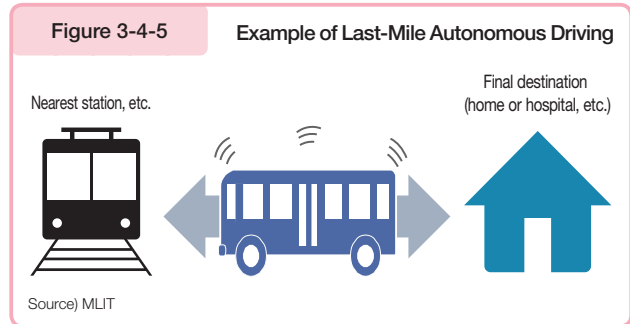 Figure 3-4-5
Example of Last-Mile Autonomous Driving
Nearest station, etc.
Final destination
(home or hospital, etc.)
Source) MLIT